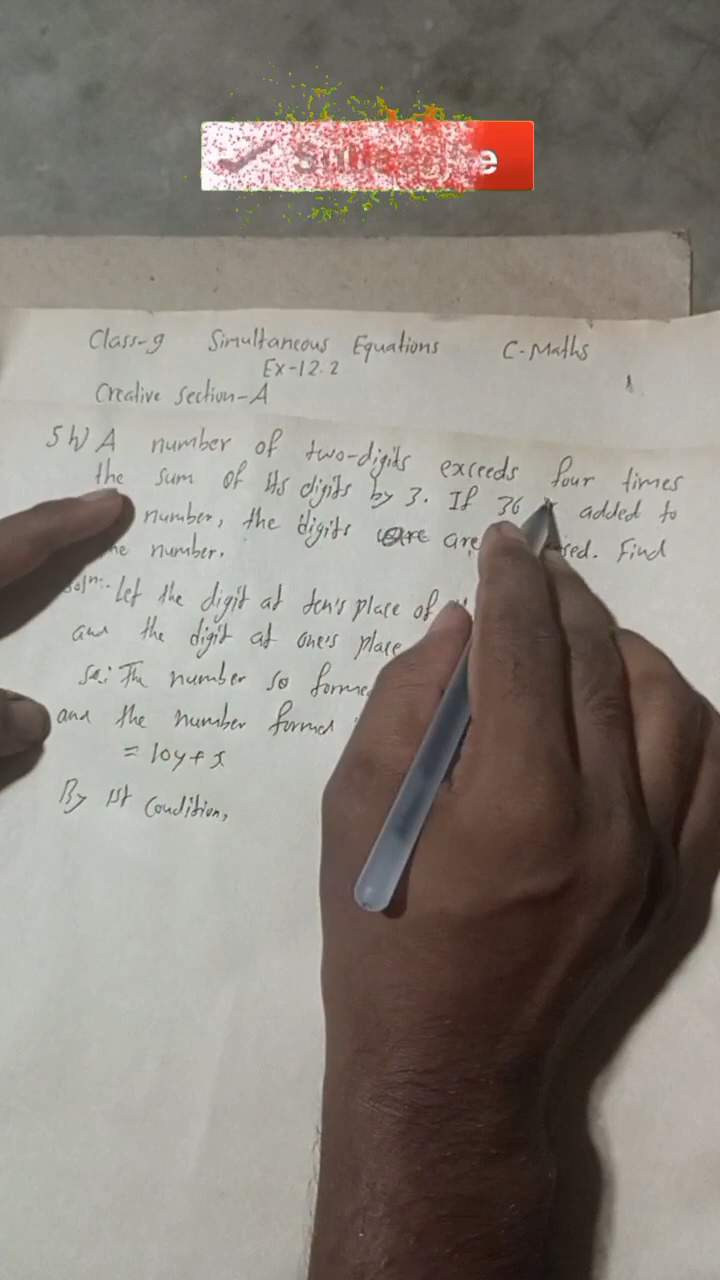 Class-9 Simultaneous Equations C-Maths
Ex-12.2
Creative section-A
5 b) A number of two-digits exceeds four times
the sum of its digits by 3. If 36 added to
number, the digits are are. Find
number.
Soln:- Let the digit at ten's place of
and the digit at one's place
The number so
and the number formed
= 10y+x
By 1st Condition,